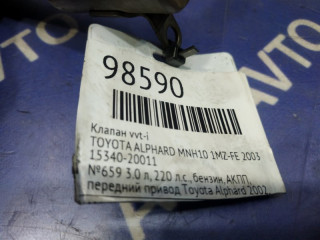 98590
Клапан vvt-i
TOYOTA ALPHARD MNH10 1MZ-FE 2003
15340-20011
№659 3.0 л, 220 л.с., бензин, АКПП,
передний привод Toyota Alphard 2002
АВТО